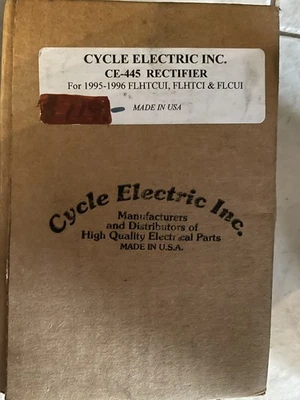 CYCLE ELECTRIC INC.
CE-445 RECTIFIER
For 1995-1996 FLHTCUI, FLHTCI & FLCUI
MADE IN USA
Cycle Electric Inc.
Manufacturers
and Distributors of
High Quality Electrical Parts
MADE IN U.S.A.